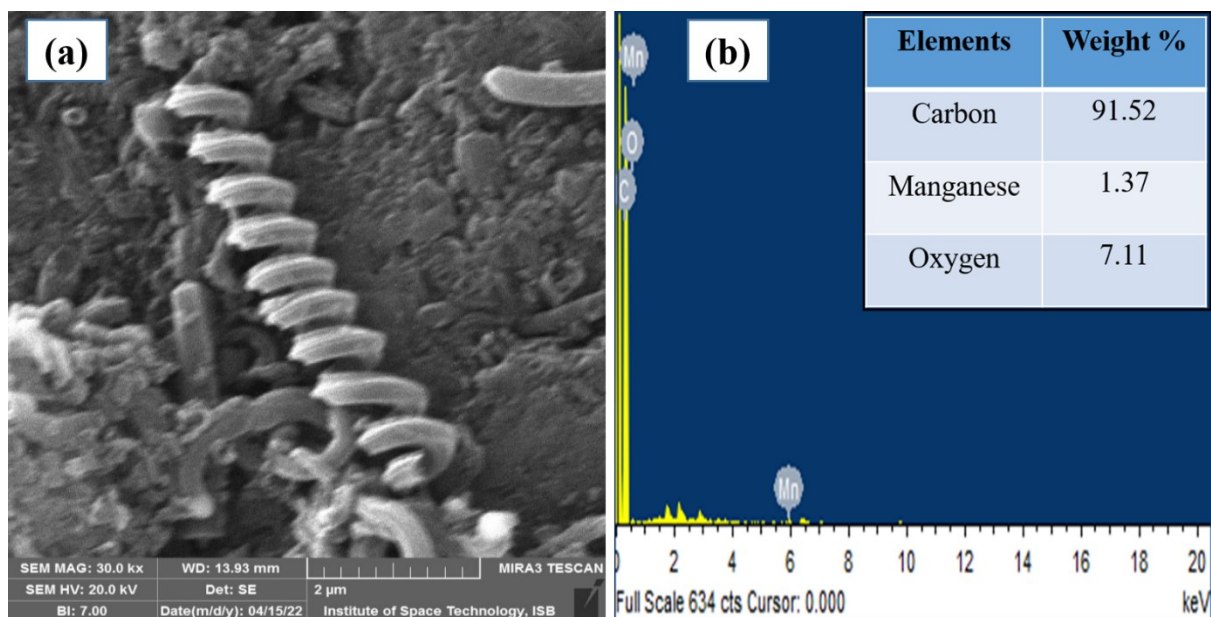 (a)
SEM MAG: 30.0 kx WD: 13.93 mm MIRA3 TESCAN
SEM HV: 20.0 kV Det: SE 2 µm
BI: 7.00 Date(m/d/y): 04/15/22 Institute of Space Technology, ISB
(b)
Mn
O
C
Mn
Elements Weight %
Carbon 91.52
Manganese 1.37
Oxygen 7.11
0 2 4 6 8 10 12 14 16 18 20
Full Scale 634 cts Cursor: 0.000 keV